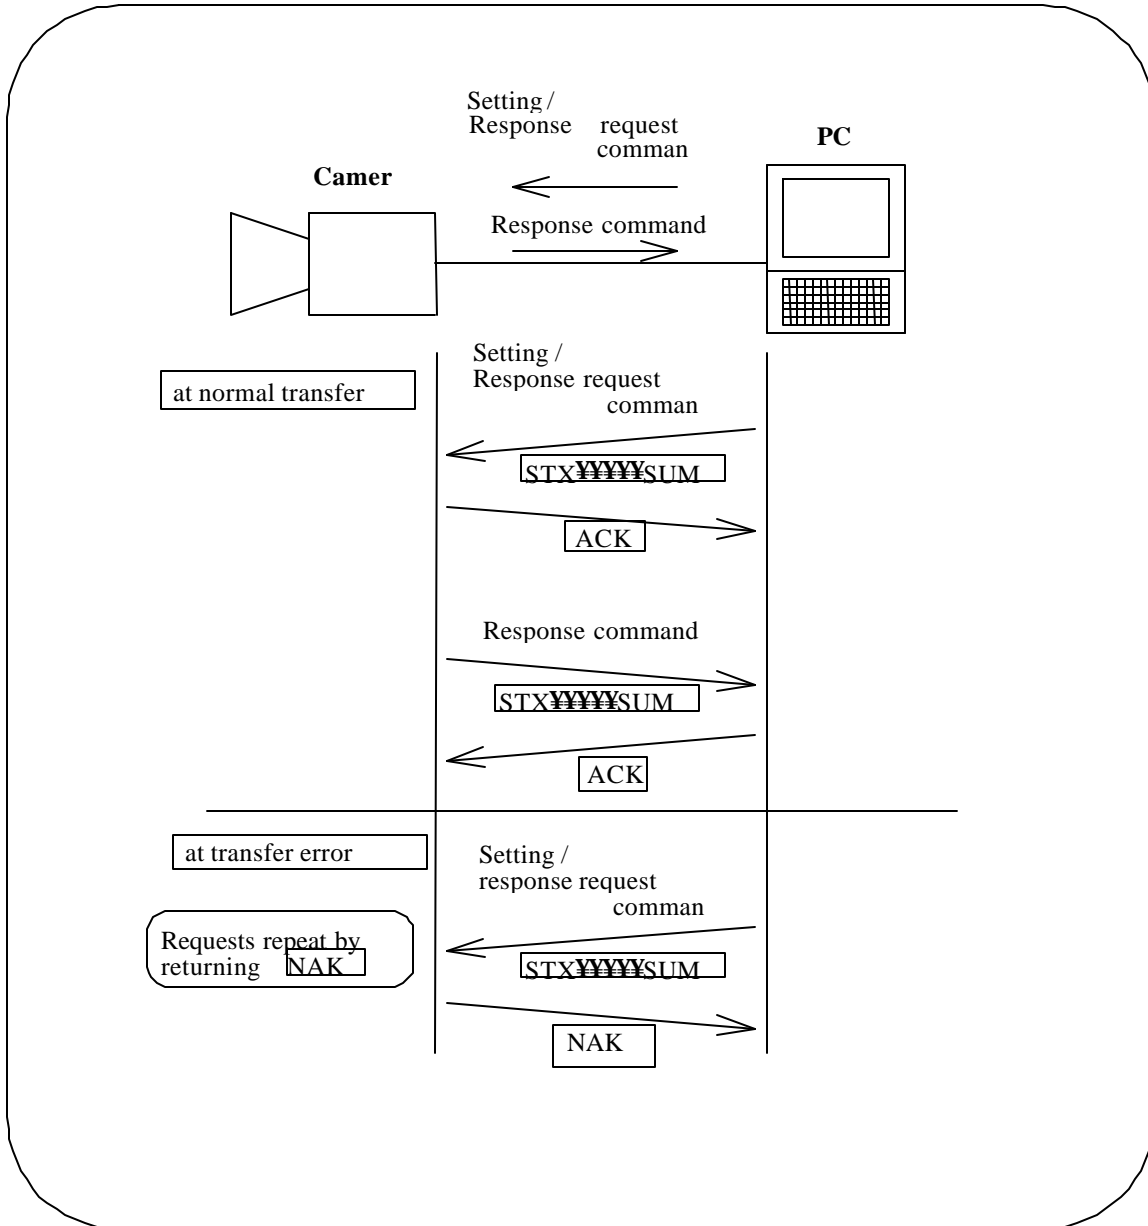 Setting /
Response request
comman
PC
Camer
Response command
Setting /
Response request
comman
at normal transfer
STX¥¥¥¥¥SUM
ACK
Response command
STX¥¥¥¥¥SUM
ACK
at transfer error
Setting /
response request
comman
Requests repeat by
returning NAK
STX¥¥¥¥¥SUM
NAK